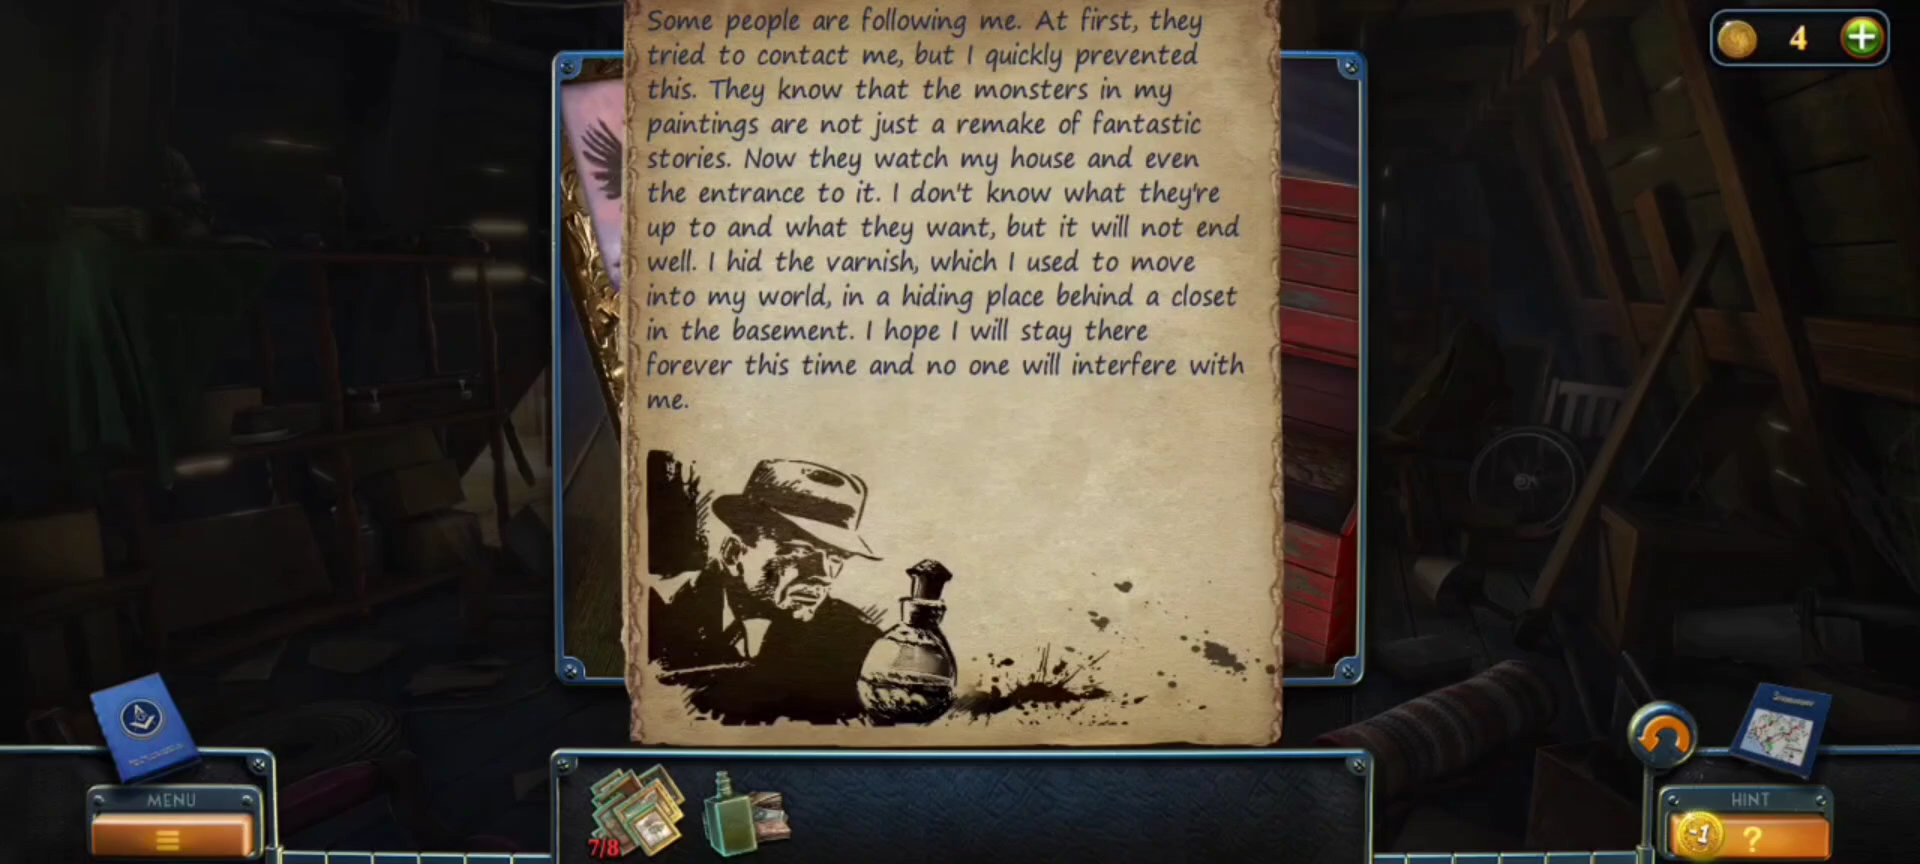 Some people are following me. At first, they
tried to contact me, but I quickly prevented
this. They know that the monsters in my
paintings are not just a remake of fantastic
stories. Now they watch my house and even
the entrance to it. I don't know what they're
up to and what they want, but it will not end
well. I hid the varnish, which I used to move
into my world, in a hiding place behind a closet
in the basement. I hope I will stay there
forever this time and no one will interfere with
me.
4
MENU
7/8
HINT
-1
?